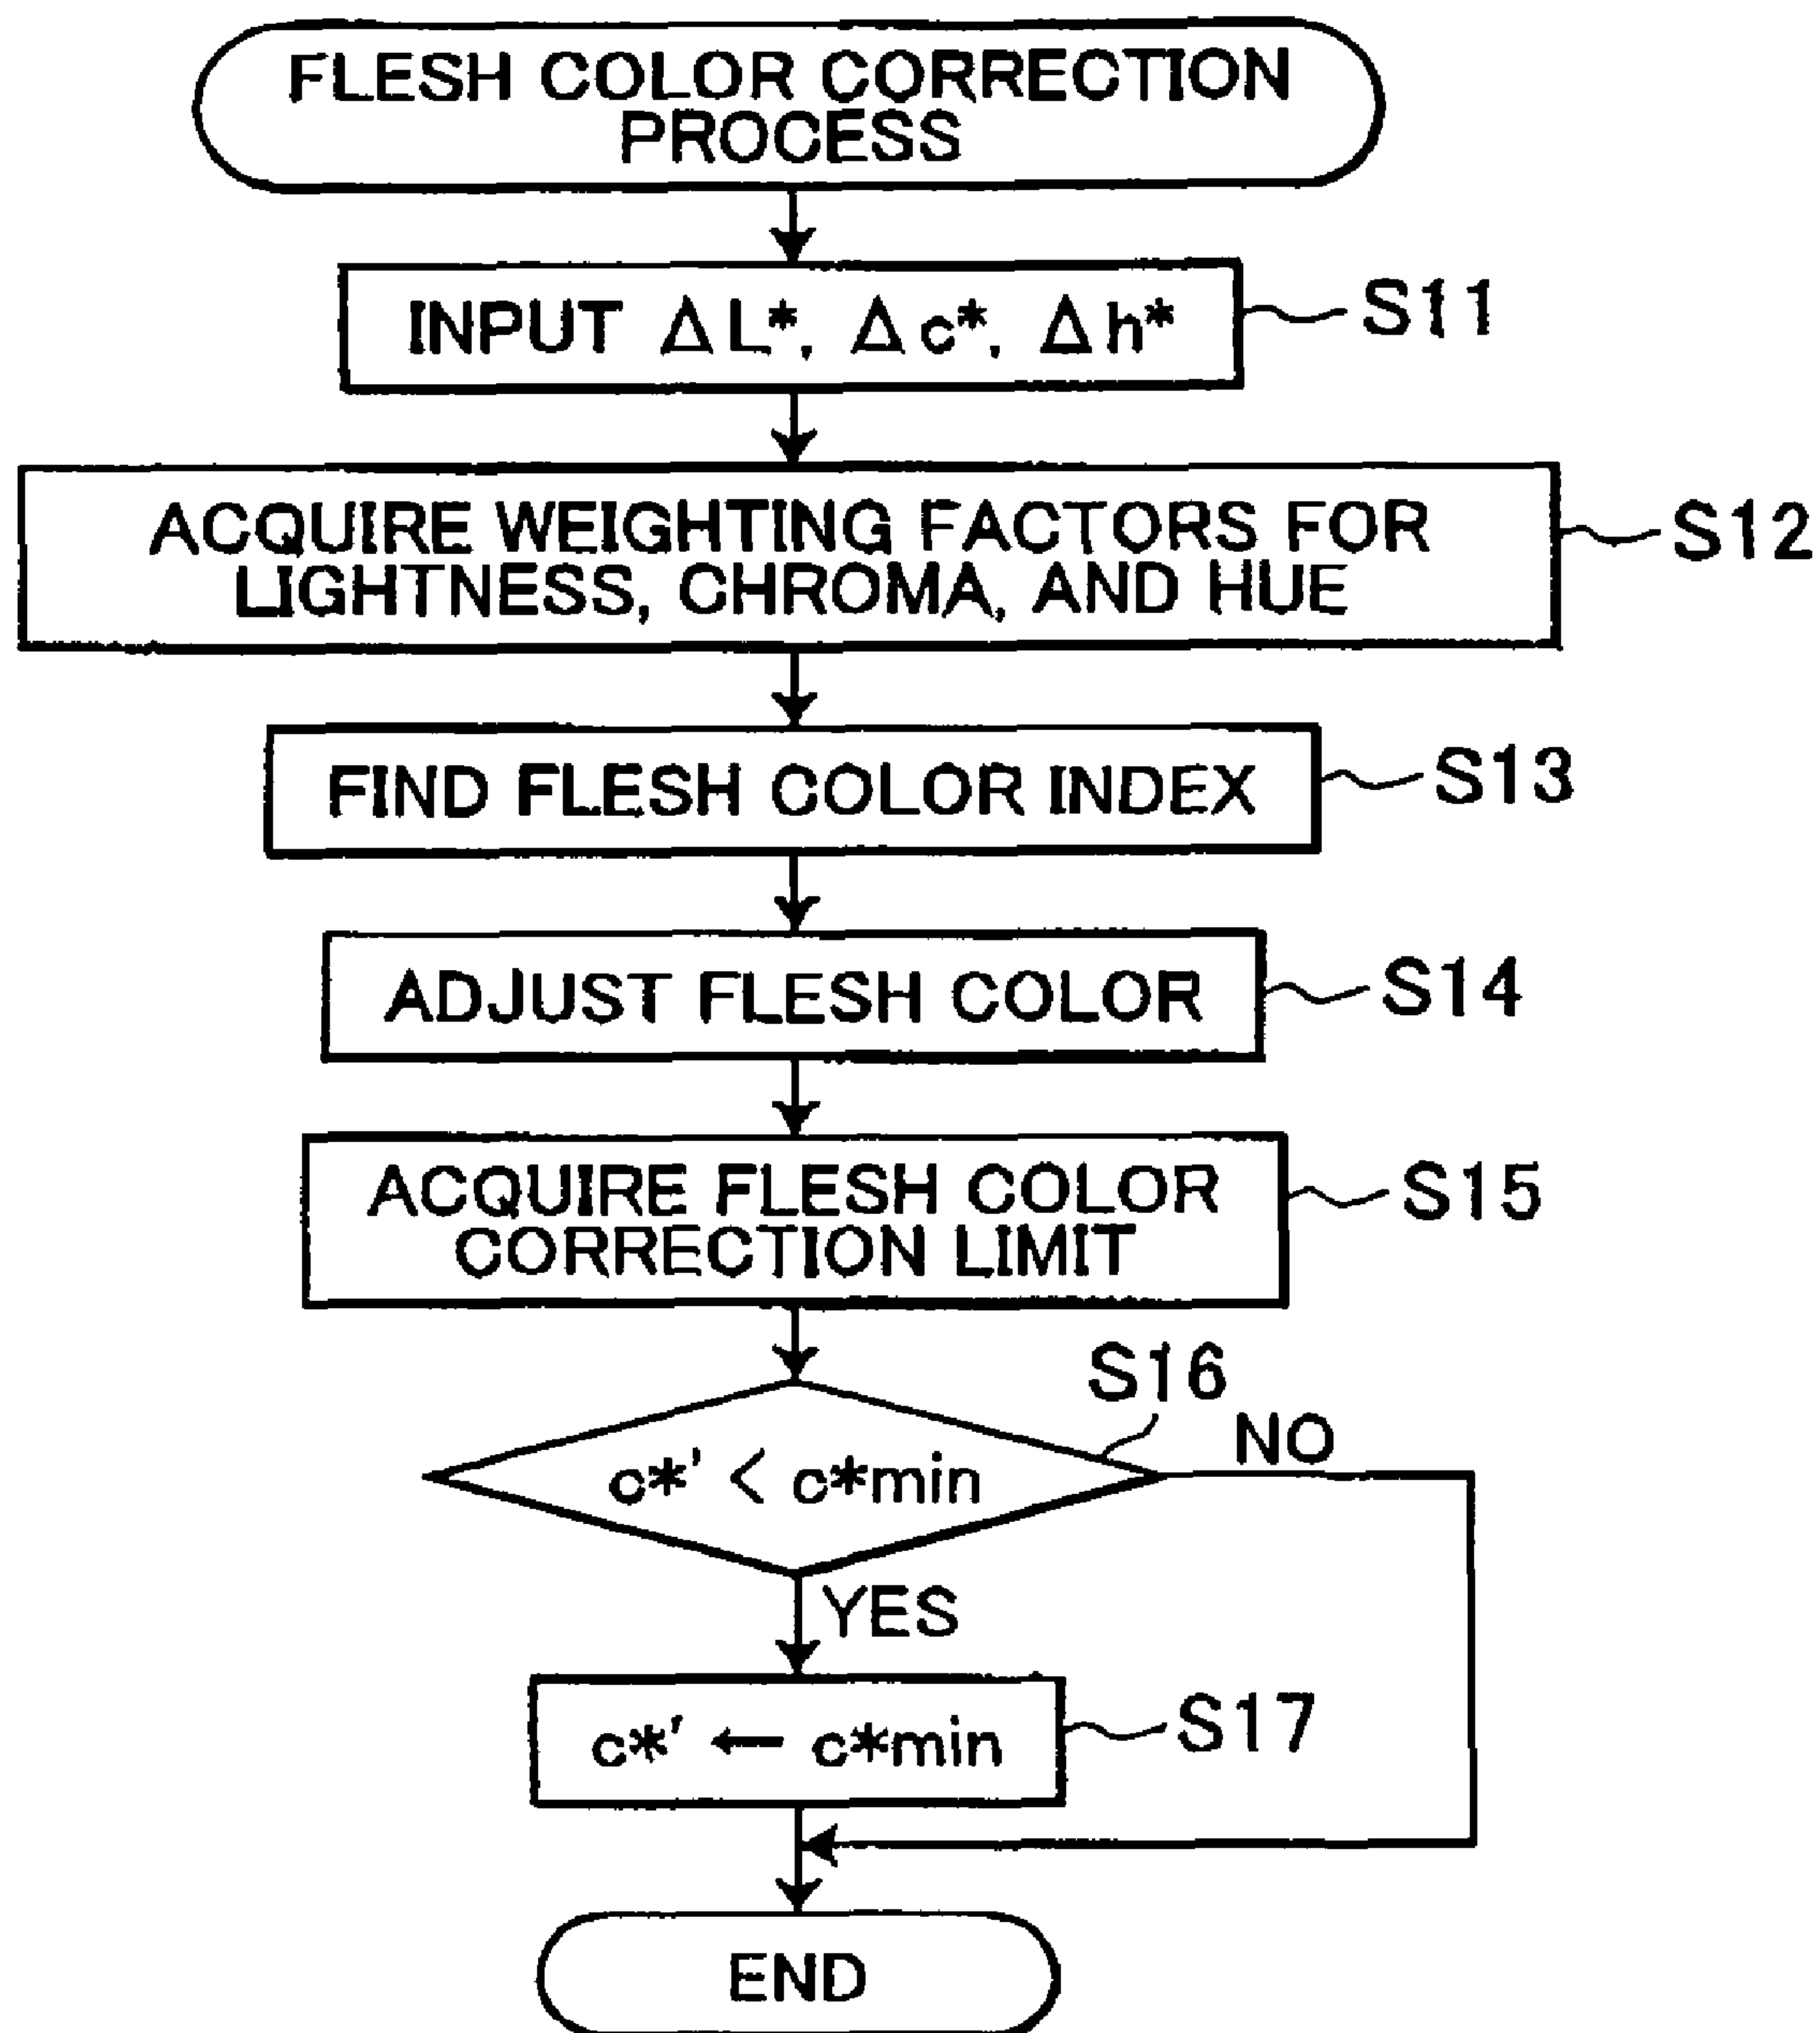 FLESH COLOR CORRECTION
PROCESS
INPUT ΔL*, Δc*, Δh*
S11
ACQUIRE WEIGHTING FACTORS FOR
LIGHTNESS, CHROMA, AND HUE
S12
FIND FLESH COLOR INDEX
S13
ADJUST FLESH COLOR
S14
ACQUIRE FLESH COLOR
CORRECTION LIMIT
S15
S16
c*' < c*min
NO
YES
c*' ← c*min
S17
END